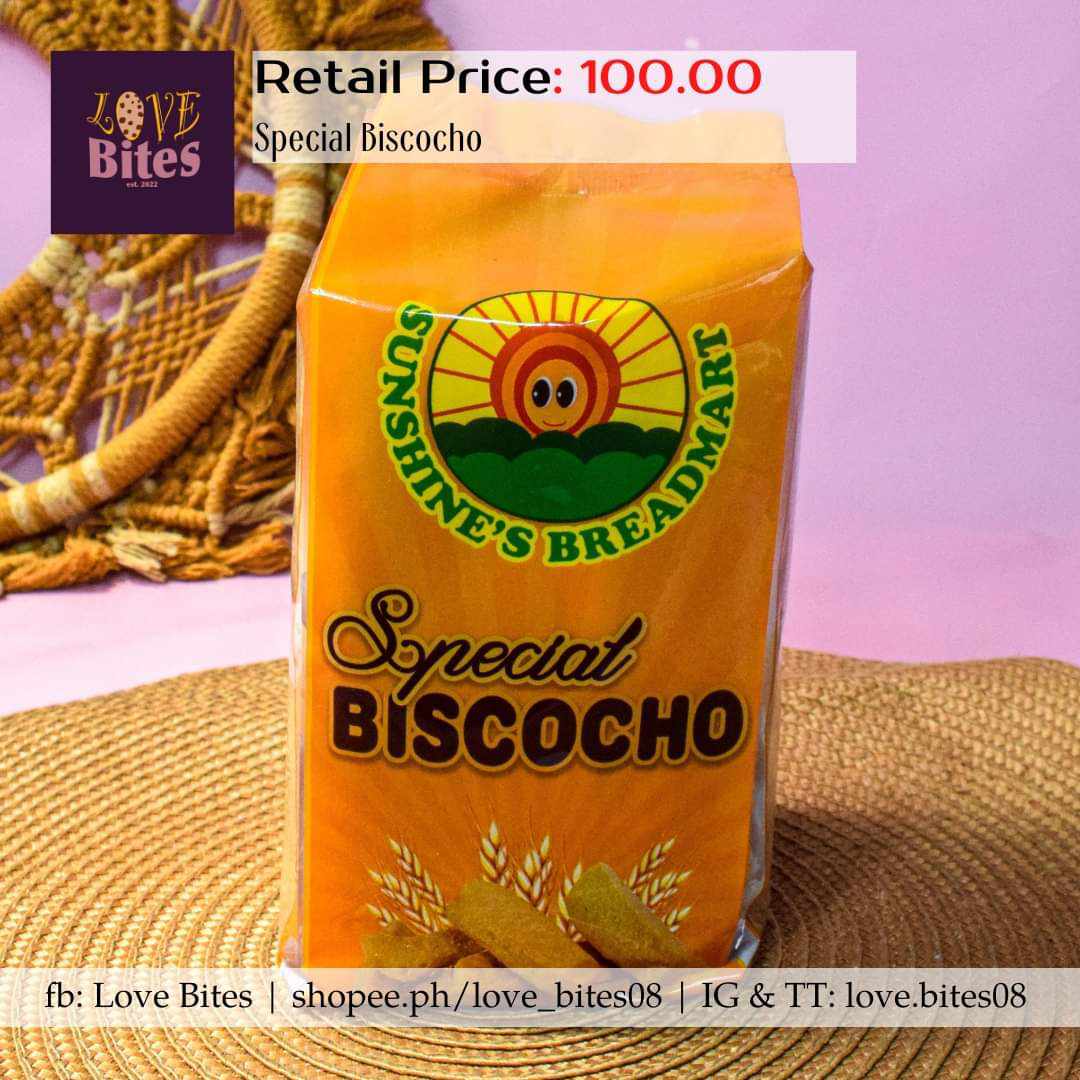 LOVE
Bites
est. 2022
Retail Price: 100.00
Special Biscocho
SUNSHINE'S BREADMART
Special
BISCOCHO
fb: Love Bites | shopee.ph/love_bites08 | IG & TT: love.bites08